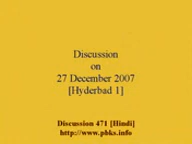 Discussion
on
27 December 2007
[Hyderbad 1]
Discussion 471 [Hindi]
http://www.pbks.info